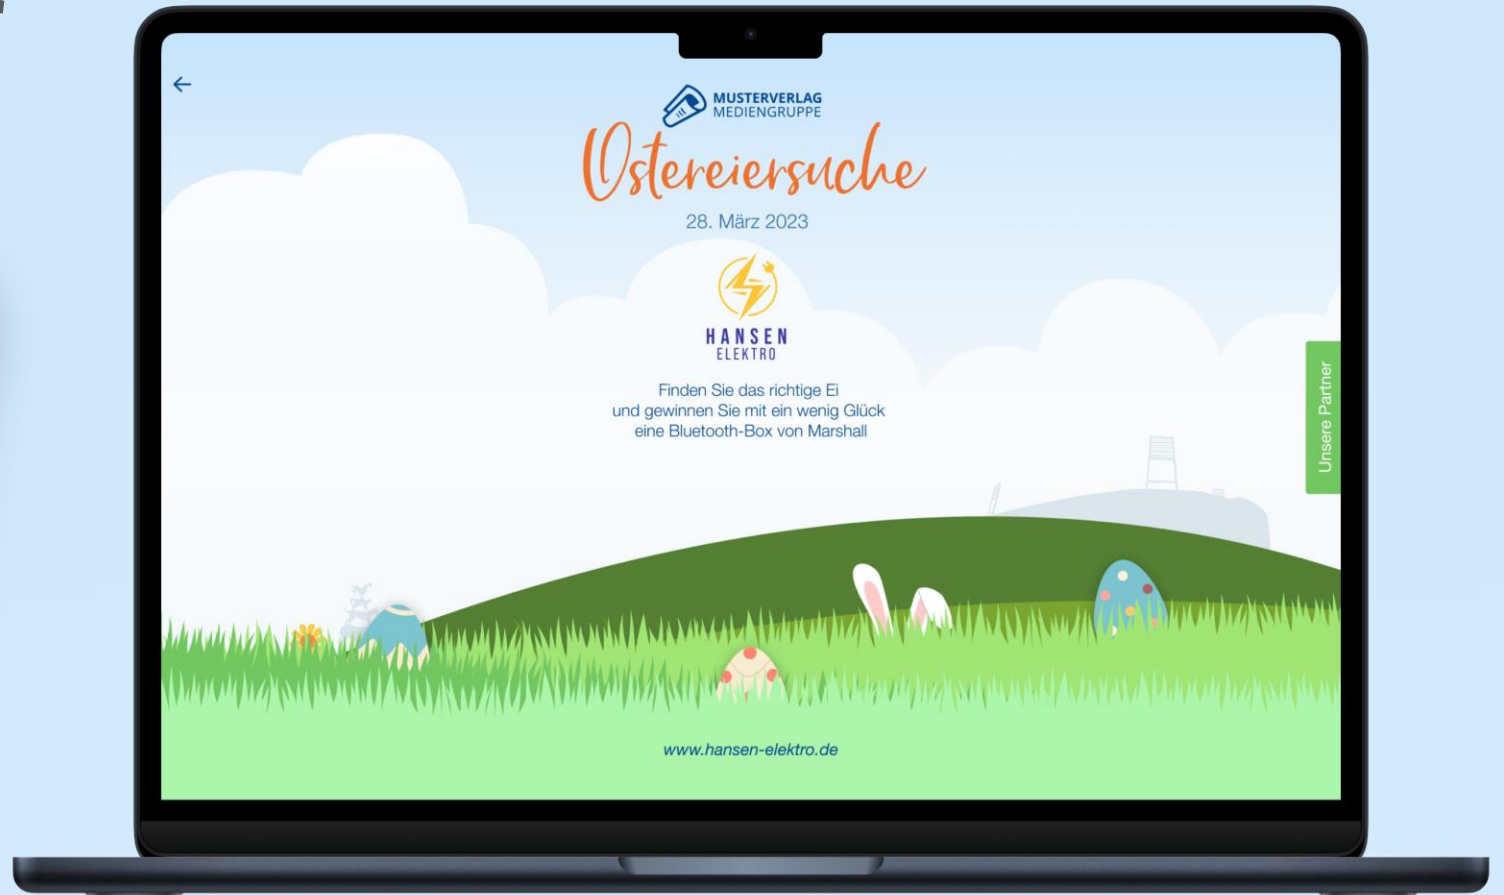 MUSTERVERLAG
MEDIENGRUPPE
Ostereiersuche
28. März 2023
HANSEN
ELEKTRO
Finden Sie das richtige Ei
und gewinnen Sie mit ein wenig Glück
eine Bluetooth-Box von Marshall
Unsere Partner
www.hansen-elektro.de